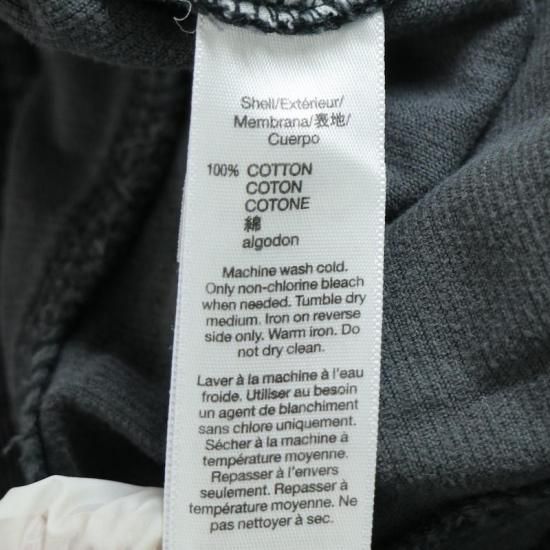 Shell/Extérieur/
Membrana/表地/
Cuerpo
100% COTTON
COTON
COTONE
綿
algodon
Machine wash cold.
Only non-chlorine bleach
when needed. Tumble dry
medium. Iron on reverse
side only. Warm iron. Do
not dry clean.
Laver à la machine à l'eau
froide. Utiliser au besoin
un agent de blanchiment
sans chlore uniquement.
Sécher à la machine à
température moyenne.
Repasser à l'envers
seulement. Repasser à
température moyenne. Ne
pas nettoyer à sec.